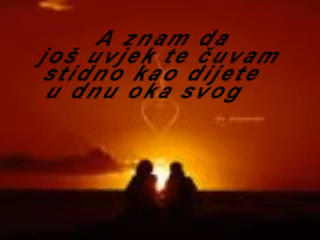 A znam da
još uvjek te čuvam
stidno kao dijete
u dnu oka svog